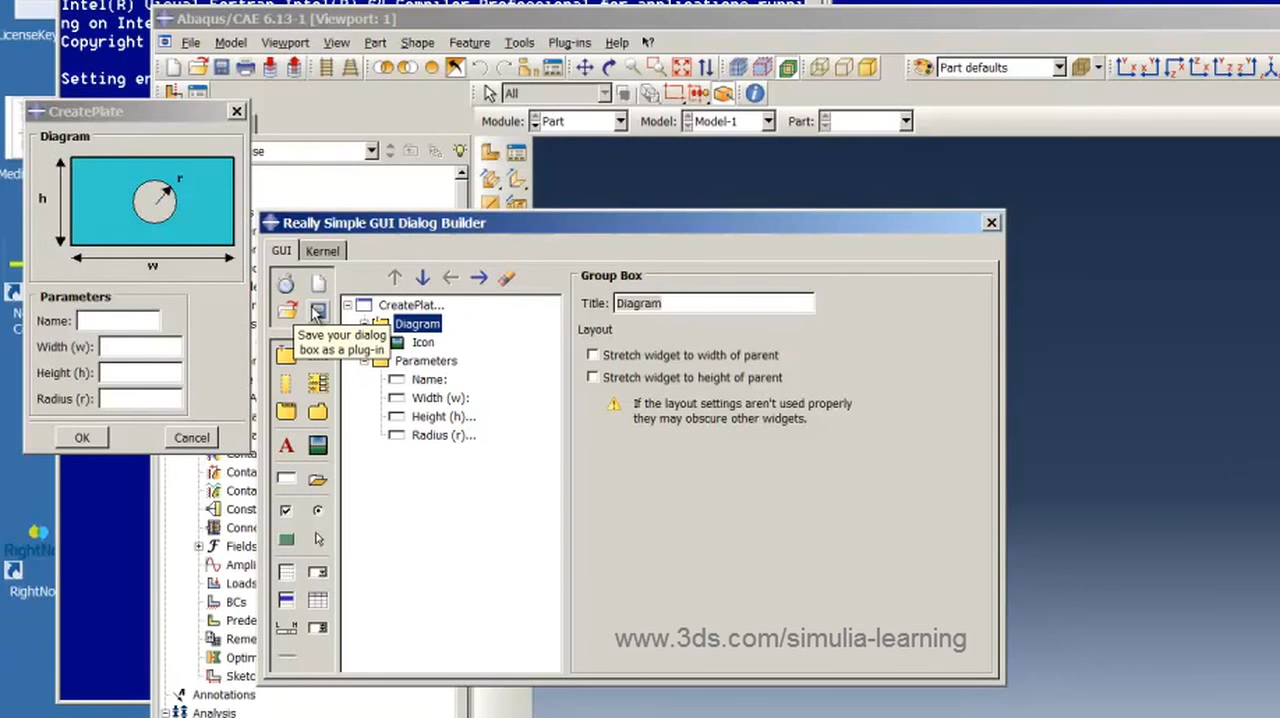 Intel(R) Visual Fortran Intel(R) 64 Compiler Professional for applications runni
ng on Inte
Copyright
Setting en
LicenseKey
Abaqus/CAE 6.13-1 [Viewport: 1]
File Model Viewport View Part Shape Feature Tools Plug-ins Help
Part defaults
All
Module: Part Model: Model-1 Part:
CreatePlate
Diagram
h
r
w
Parameters
Name:
Width (w):
Height (h):
Radius (r):
OK Cancel
Really Simple GUI Dialog Builder
GUI Kernel
CreatePlat...
Diagram
Icon
Parameters
Name:
Width (w):
Height (h)...
Radius (r)...
Save your dialog
box as a plug-in
Group Box
Title: Diagram
Layout
Stretch widget to width of parent
Stretch widget to height of parent
If the layout settings aren't used properly
they may obscure other widgets.
www.3ds.com/simulia-learning
Conta
Conta
Const
Conne
Fields
Ampli
Loads
BCs
Prede
Reme
Optim
Sketc
Annotations
Analysis
RightNo
RightNo